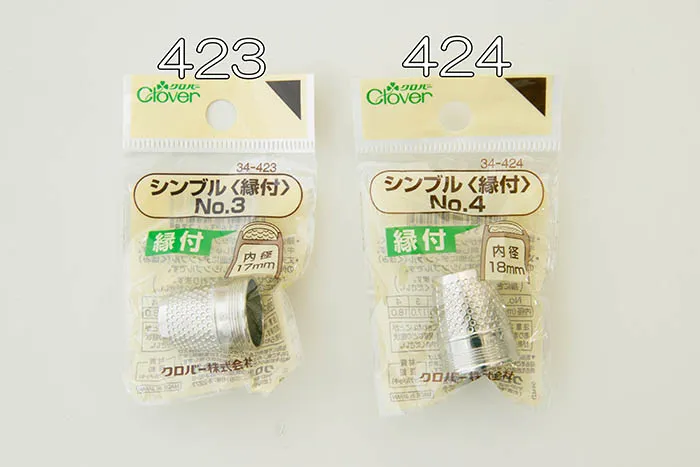 423
クロバー
Clover
34-423
シンブル〈縁付〉
No.3
縁付
内径
17mm
クロバー株式会社
424
クロバー
Clover
34-424
シンブル〈縁付〉
No.4
縁付
内径
18mm
クロバー株式会社